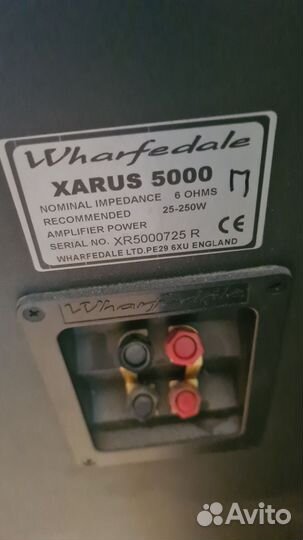 Wharfedale
XARUS 5000
П
NOMINAL IMPEDANCE 6 OHMS
RECOMMENDED 25-250W
AMPLIFIER POWER
CE
SERIAL NO. XR5000725 R
WHARFEDALE LTD.PE29 6XU ENGLAND
Wharfedale
Avito